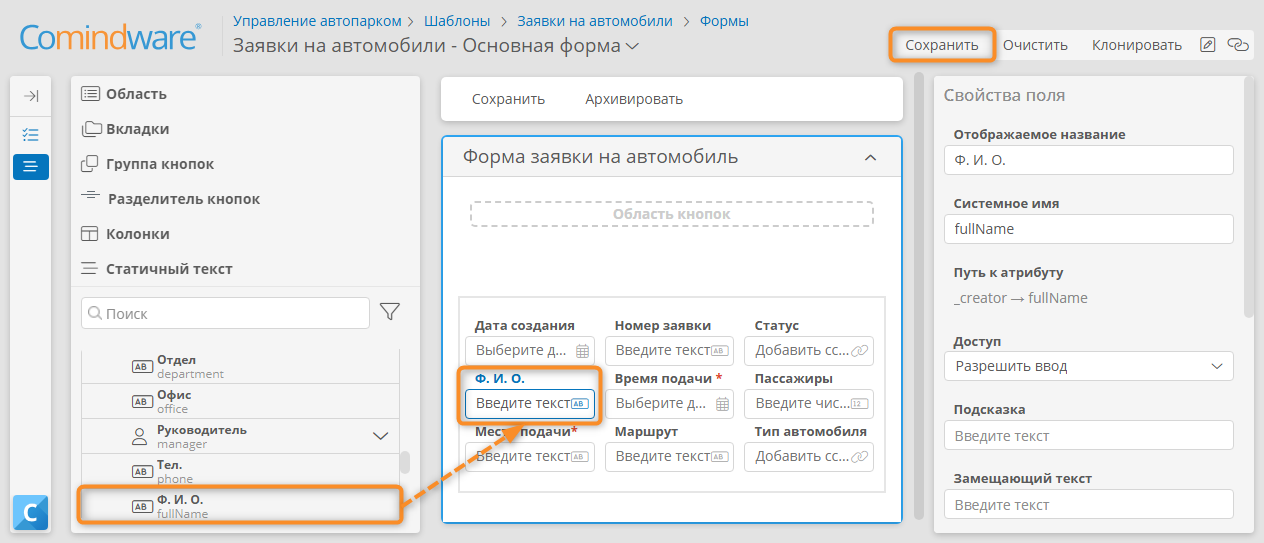 Comindware®
Управление автопарком > Шаблоны > Заявки на автомобили > Формы
Заявки на автомобили - Основная форма
Сохранить
Очистить
Клонировать
Область
Вкладки
Группа кнопок
Разделитель кнопок
Колонки
Статичный текст
Поиск
Отдел
department
Офис
office
Руководитель
manager
Тел.
phone
Ф. И. О.
fullName
C
Сохранить
Архивировать
Форма заявки на автомобиль
Область кнопок
Дата создания
Номер заявки
Статус
Выберите д...
Введите текст
AB
Добавить сс...
Ф. И. О.
Время подачи *
Пассажиры
Введите текст
AB
Выберите д...
Введите чис...
12
Место подачи*
Маршрут
Тип автомобиля
Введите текст
AB
Введите текст
AB
Добавить сс...
Свойства поля
Отображаемое название
Ф. И. О.
Системное имя
fullName
Путь к атрибуту
_creator → fullName
Доступ
Разрешить ввод
Подсказка
Введите текст
Замещающий текст
Введите текст